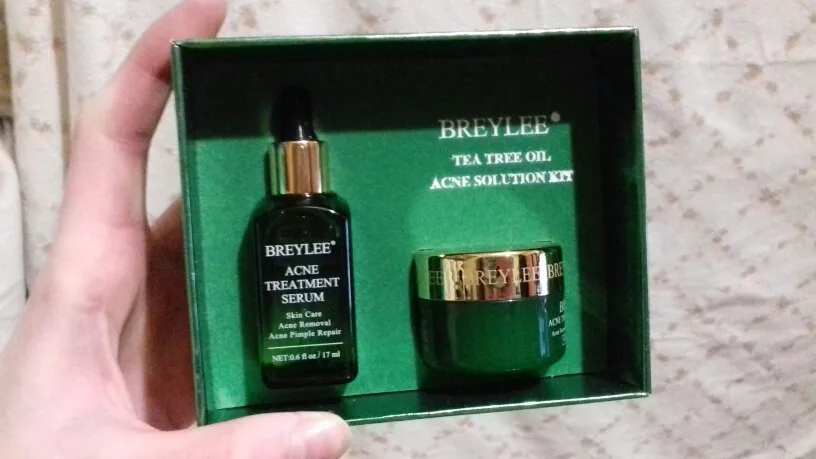 BREYLEE®
TEA TREE OIL
ACNE SOLUTION KIT
BREYLEE®
ACNE
TREATMENT
SERUM
Skin Care
Acne Removal
Acne Pimple Repair
NET:0.6 fl oz / 17 ml
BREYLEE
ACNE